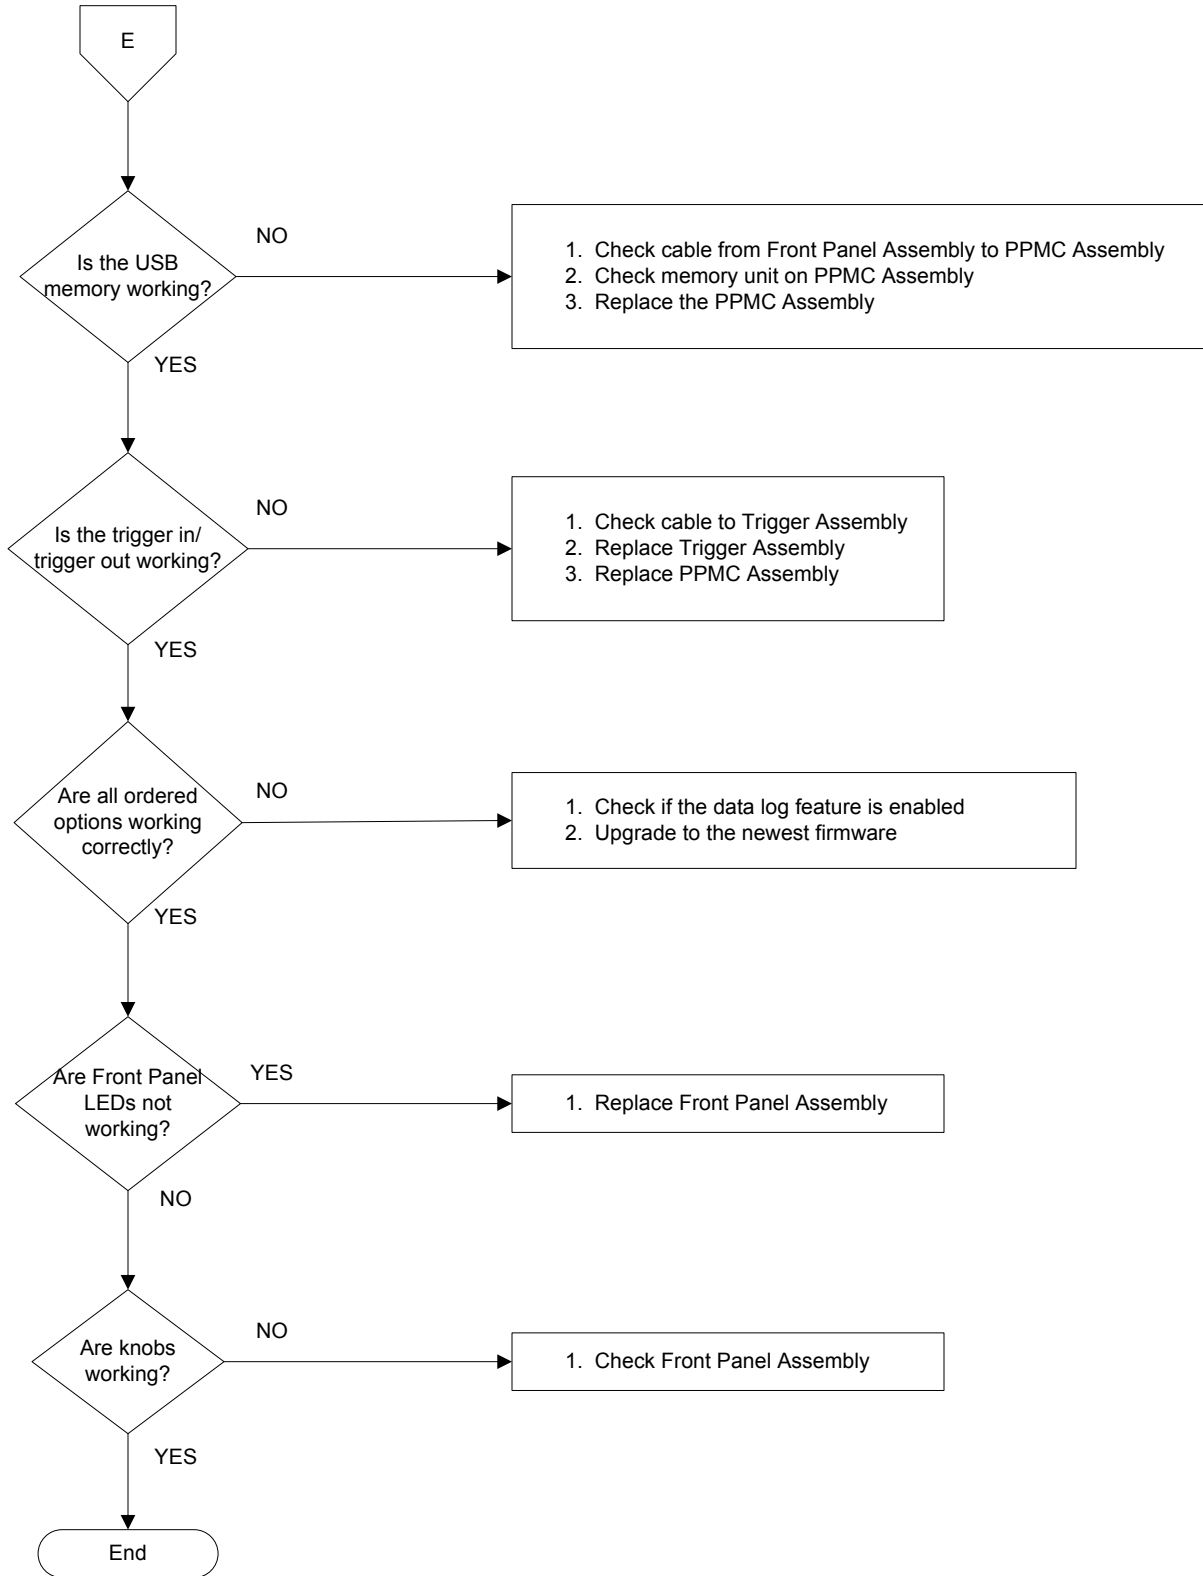 E
Is the USB
memory working?
NO
1. Check cable from Front Panel Assembly to PPMC Assembly
2. Check memory unit on PPMC Assembly
3. Replace the PPMC Assembly
YES
Is the trigger in/
trigger out working?
NO
1. Check cable to Trigger Assembly
2. Replace Trigger Assembly
3. Replace PPMC Assembly
YES
Are all ordered
options working
correctly?
NO
1. Check if the data log feature is enabled
2. Upgrade to the newest firmware
YES
Are Front Panel
LEDs not
working?
YES
1. Replace Front Panel Assembly
NO
Are knobs
working?
NO
1. Check Front Panel Assembly
YES
End